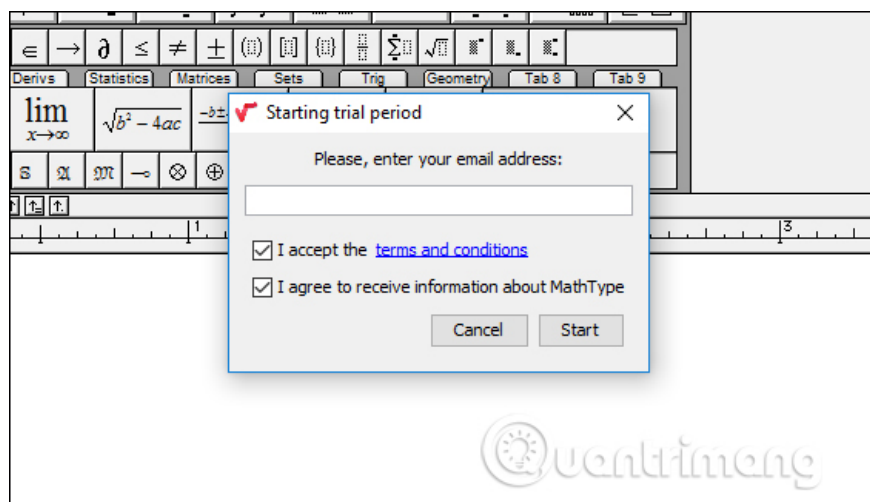 ∈ → ∂ ≤ ≠ ±
Derivs Statistics Matrices Sets Trig Geometry Tab 8 Tab 9
lim x→∞ √b² − 4ac −b±
𝔄 𝔐 ⊸ ⊗ ⊕
1 3
Starting trial period
Please, enter your email address:
I accept the terms and conditions
I agree to receive information about MathType
Cancel Start
Quantrimang